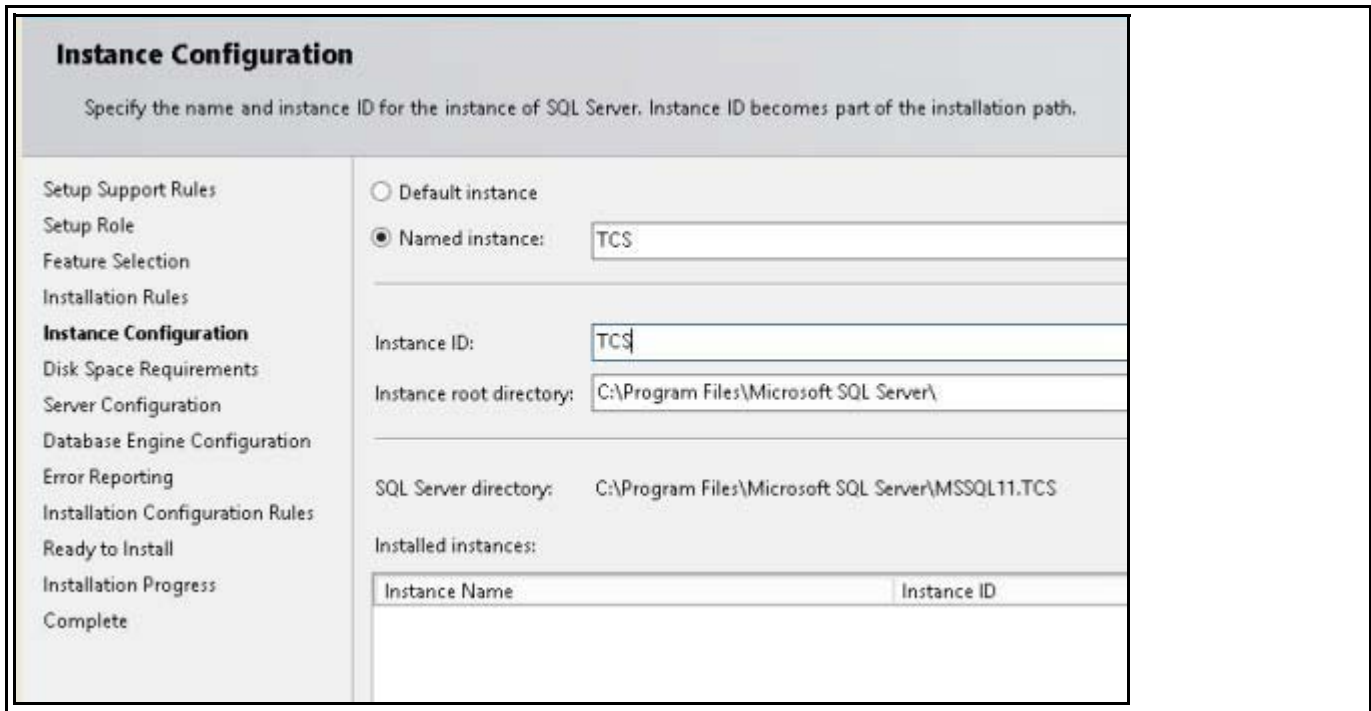 Instance Configuration
Specify the name and instance ID for the instance of SQL Server. Instance ID becomes part of the installation path.
Setup Support Rules
Setup Role
Feature Selection
Installation Rules
Instance Configuration
Disk Space Requirements
Server Configuration
Database Engine Configuration
Error Reporting
Installation Configuration Rules
Ready to Install
Installation Progress
Complete
Default instance
Named instance: TCS
Instance ID: TCS
Instance root directory: C:\Program Files\Microsoft SQL Server\
SQL Server directory: C:\Program Files\Microsoft SQL Server\MSSQL11.TCS
Installed instances:
Instance Name Instance ID